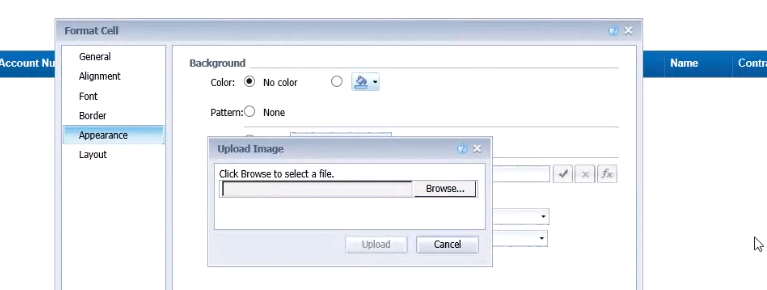 Format Cell
Account Nu
Name
Contra
General
Alignment
Font
Border
Appearance
Layout
Background
Color:
No color
Pattern:
None
Upload Image
Click Browse to select a file.
Browse...
Upload
Cancel
fx